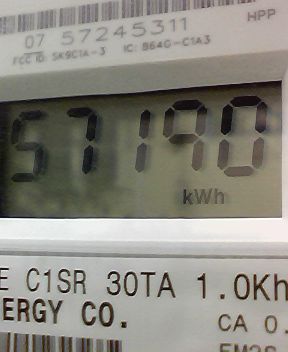 HPP
07 57245311
FCC ID: SK9C1A-3 IC: 864G-C1A3
57190
kWh
E C1SR 30TA 1.0Kh
NERGY CO.
CA 0.